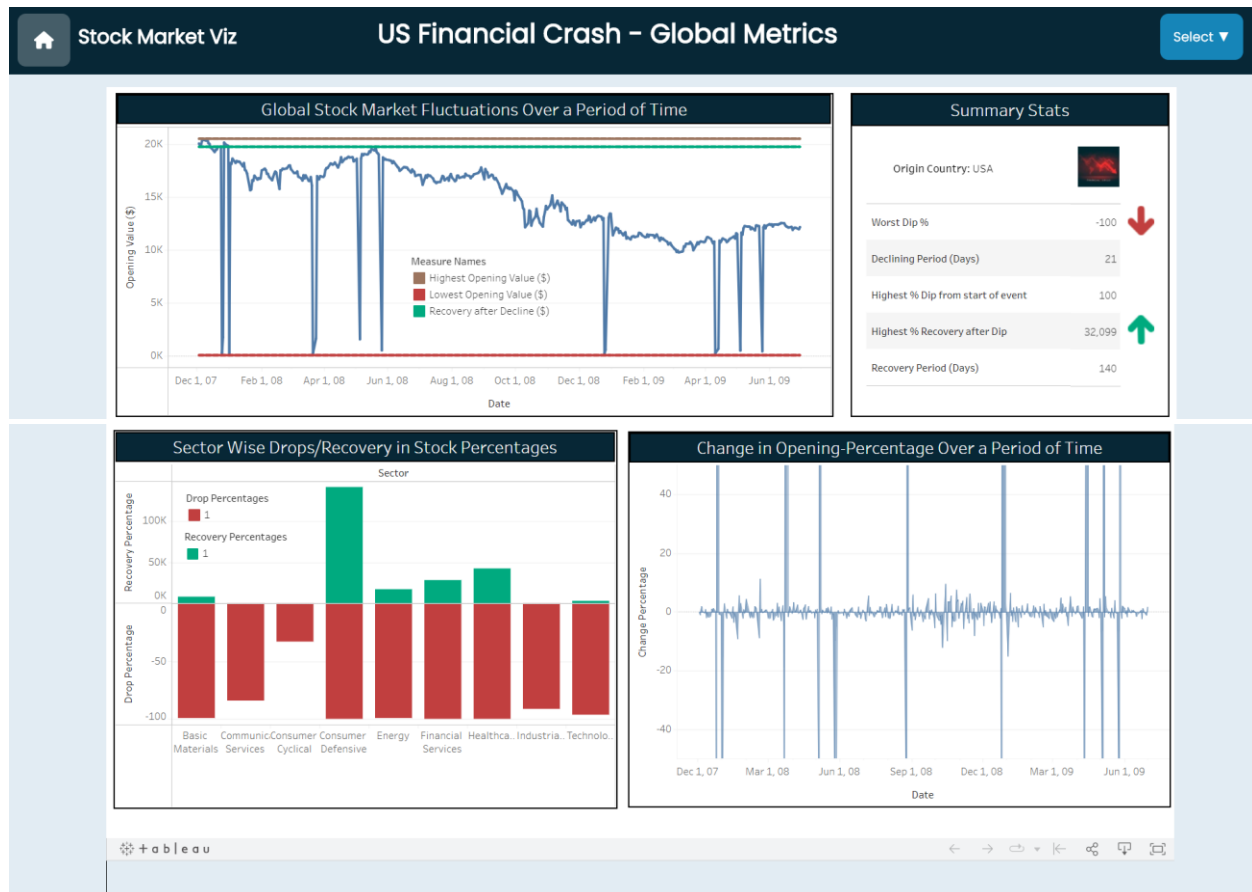 Stock Market Viz
US Financial Crash - Global Metrics
Select ▼
Global Stock Market Fluctuations Over a Period of Time
20K
15K
10K
5K
0K
Opening Value ($)
Measure Names
Highest Opening Value ($)
Lowest Opening Value ($)
Recovery after Decline ($)
Dec 1, 07 Feb 1, 08 Apr 1, 08 Jun 1, 08 Aug 1, 08 Oct 1, 08 Dec 1, 08 Feb 1, 09 Apr 1, 09 Jun 1, 09
Date
Summary Stats
Origin Country: USA
Worst Dip % -100
Declining Period (Days) 21
Highest % Dip from start of event 100
Highest % Recovery after Dip 32,099
Recovery Period (Days) 140
Sector Wise Drops/Recovery in Stock Percentages
Sector
Recovery Percentage
100K
50K
0K
Drop Percentages
1
Recovery Percentages
1
Drop Percentage
0
-50
-100
Basic Communic Consumer Consumer Energy Financial Healthca.. Industria.. Technolo..
Materials Services Cyclical Defensive Services
Change in Opening-Percentage Over a Period of Time
40
20
0
-20
-40
Change Percentage
Dec 1, 07 Mar 1, 08 Jun 1, 08 Sep 1, 08 Dec 1, 08 Mar 1, 09 Jun 1, 09
Date
+ableau